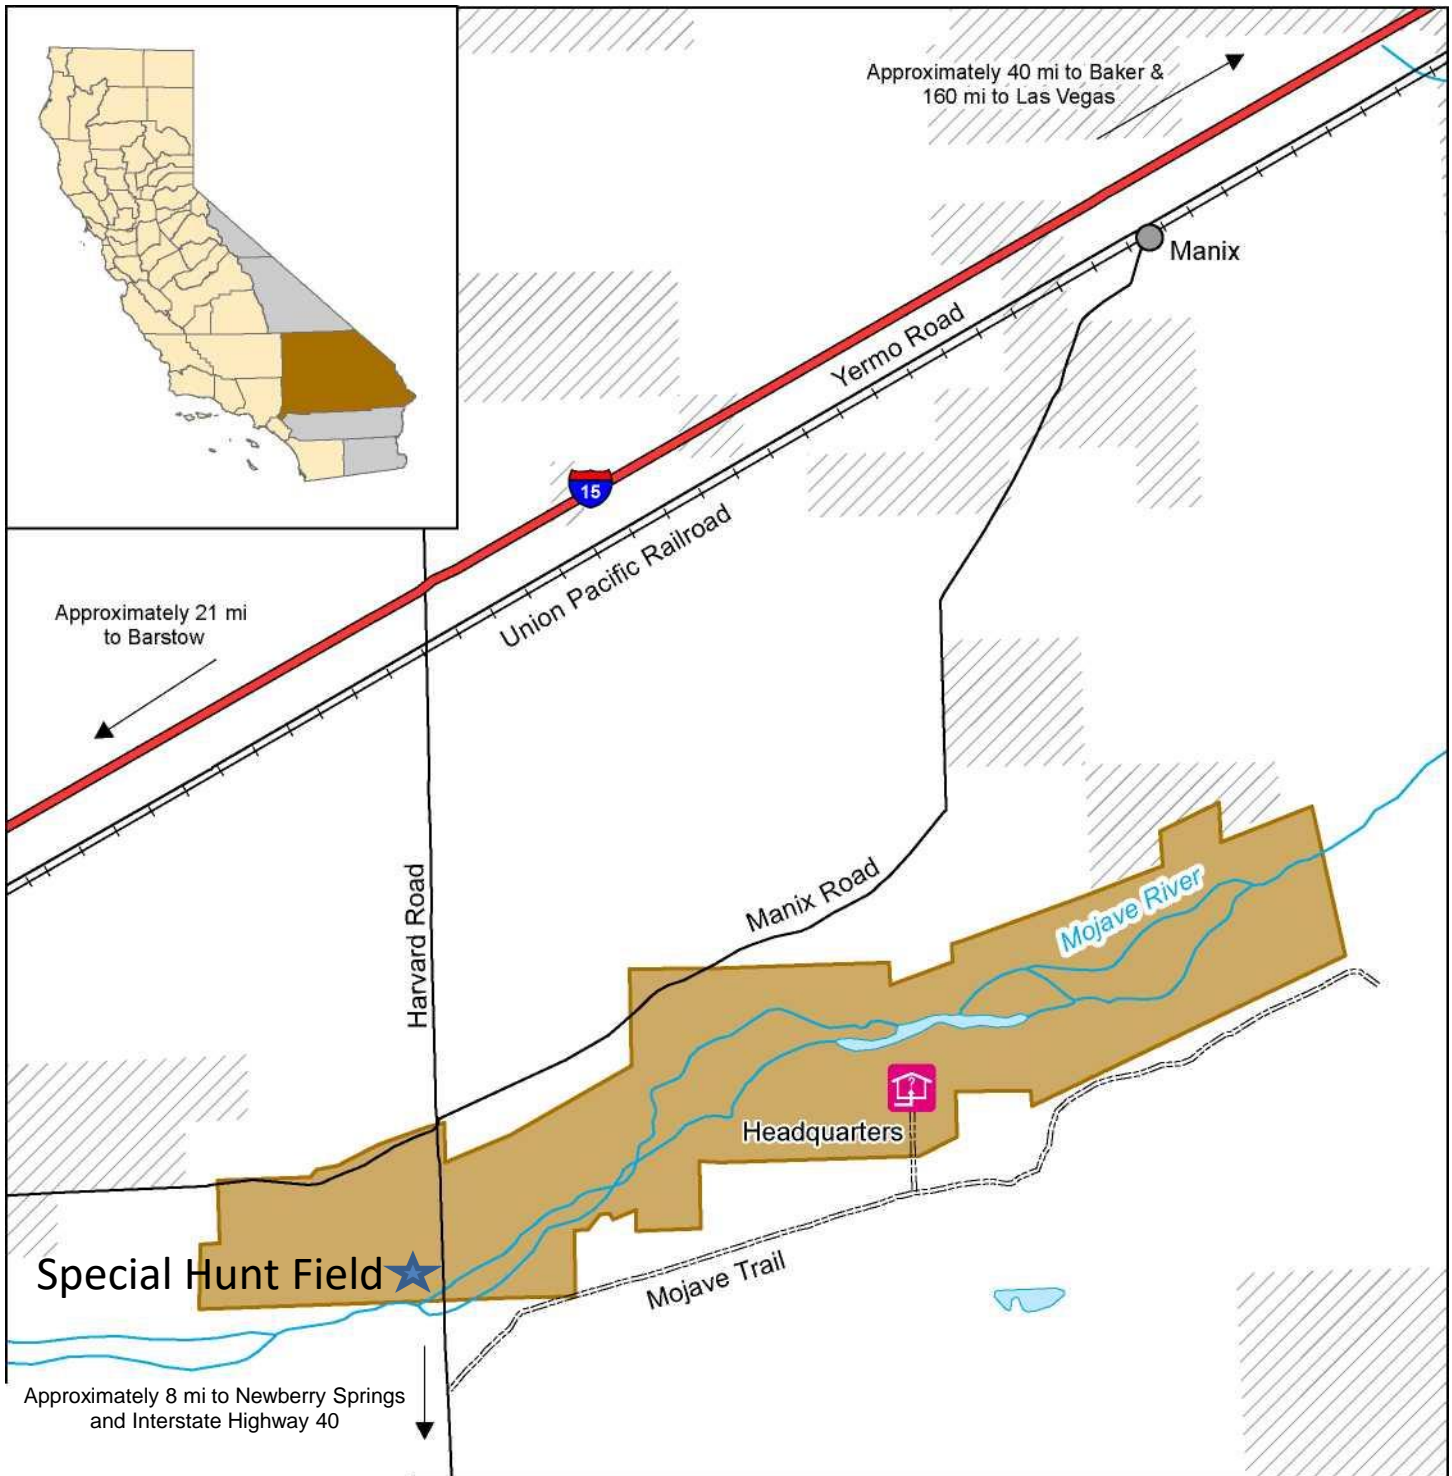 Approximately 40 mi to Baker &
160 mi to Las Vegas
Manix
Yermo Road
15
Union Pacific Railroad
Approximately 21 mi
to Barstow
Harvard Road
Manix Road
Mojave River
?
Headquarters
Special Hunt Field
Mojave Trail
Approximately 8 mi to Newberry Springs
and Interstate Highway 40